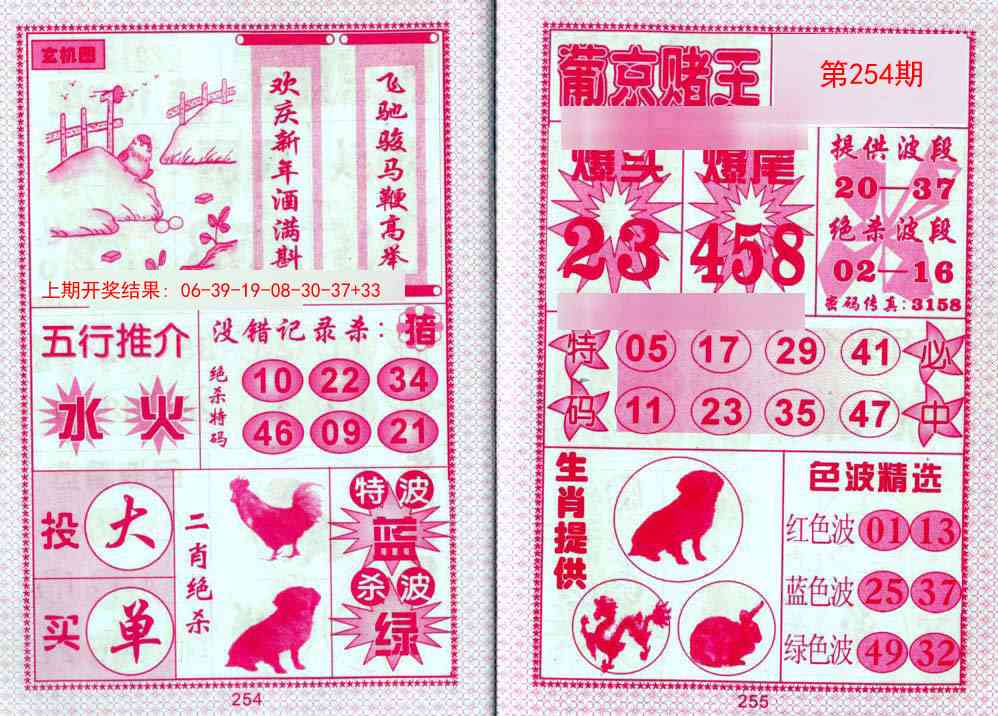 玄机图
欢庆新年酒满斟
飞驰骏马鞭高举
上期开奖结果：06-39-19-08-30-37+33
五行推介
水 火
没错记录杀：猪
绝杀特码
10 22 34
46 09 21
投 大
买 单
二肖绝杀
特波
蓝
杀波
绿
254
葡京赌王
第254期
爆头
23
爆尾
458
提供波段
20—37
绝杀波段
02—16
密码传真:3158
特码
05 17 29 41
11 23 35 47
必中
生肖提供
色波精选
红色波 01 13
蓝色波 25 37
绿色波 49 32
255